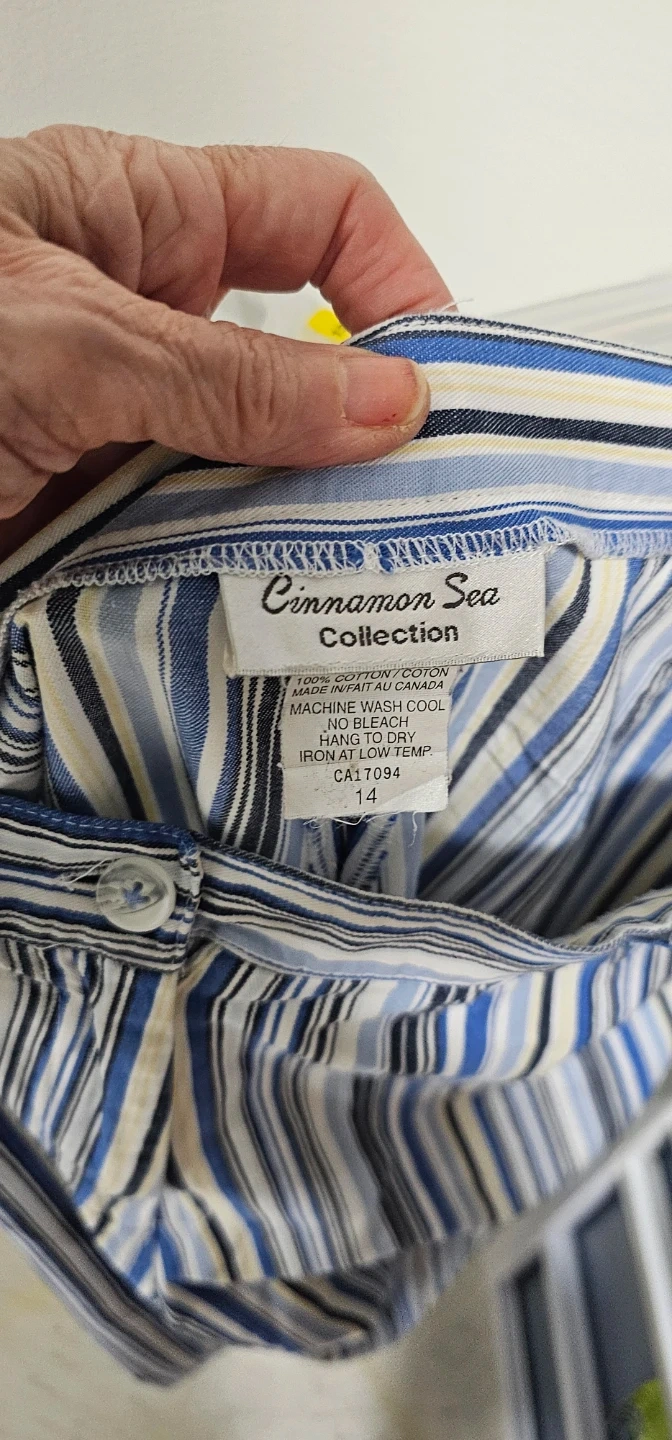 Cinnamon Sea
Collection
100% COTTON / COTON
MADE IN/FAIT AU CANADA
MACHINE WASH COOL
NO BLEACH
HANG TO DRY
IRON AT LOW TEMP.
CA17094
14